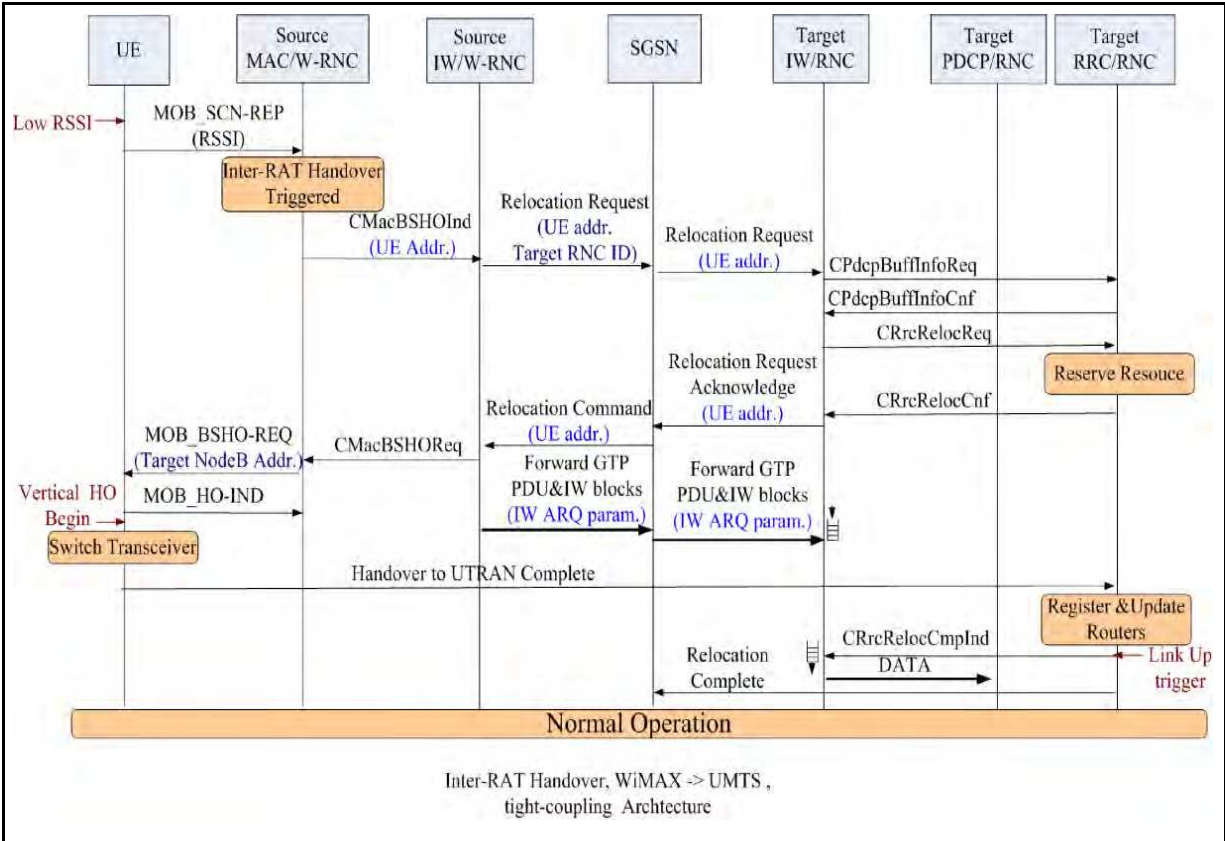 UE
Source
MAC/W-RNC
Source
IW/W-RNC
SGSN
Target
IW/RNC
Target
PDCP/RNC
Target
RRC/RNC
Low RSSI
MOB_SCN-REP
(RSSI)
Inter-RAT Handover
Triggered
CMacBSHOInd
(UE Addr.)
Relocation Request
(UE addr.
Target RNC ID)
Relocation Request
(UE addr.)
CPdcpBuffInfoReq
CPdcpBuffInfoCnf
CRrcRelocReq
Reserve Resouce
Relocation Request
Acknowledge
(UE addr.)
CRrcRelocCnf
Relocation Command
(UE addr.)
CMacBSHOReq
MOB_BSHO-REQ
(Target NodeB Addr.)
Forward GTP
PDU&IW blocks
(IW ARQ param.)
Forward GTP
PDU&IW blocks
(IW ARQ param.)
Vertical HO
Begin
MOB_HO-IND
Switch Transceiver
Handover to UTRAN Complete
Register &Update
Routers
CRrcRelocCmpInd
Link Up
trigger
DATA
Relocation
Complete
Normal Operation
Inter-RAT Handover, WiMAX -> UMTS ,
tight-coupling Archtecture